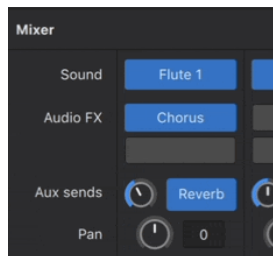 Mixer
Sound Flute 1
Audio FX Chorus
Aux sends Reverb
Pan 0